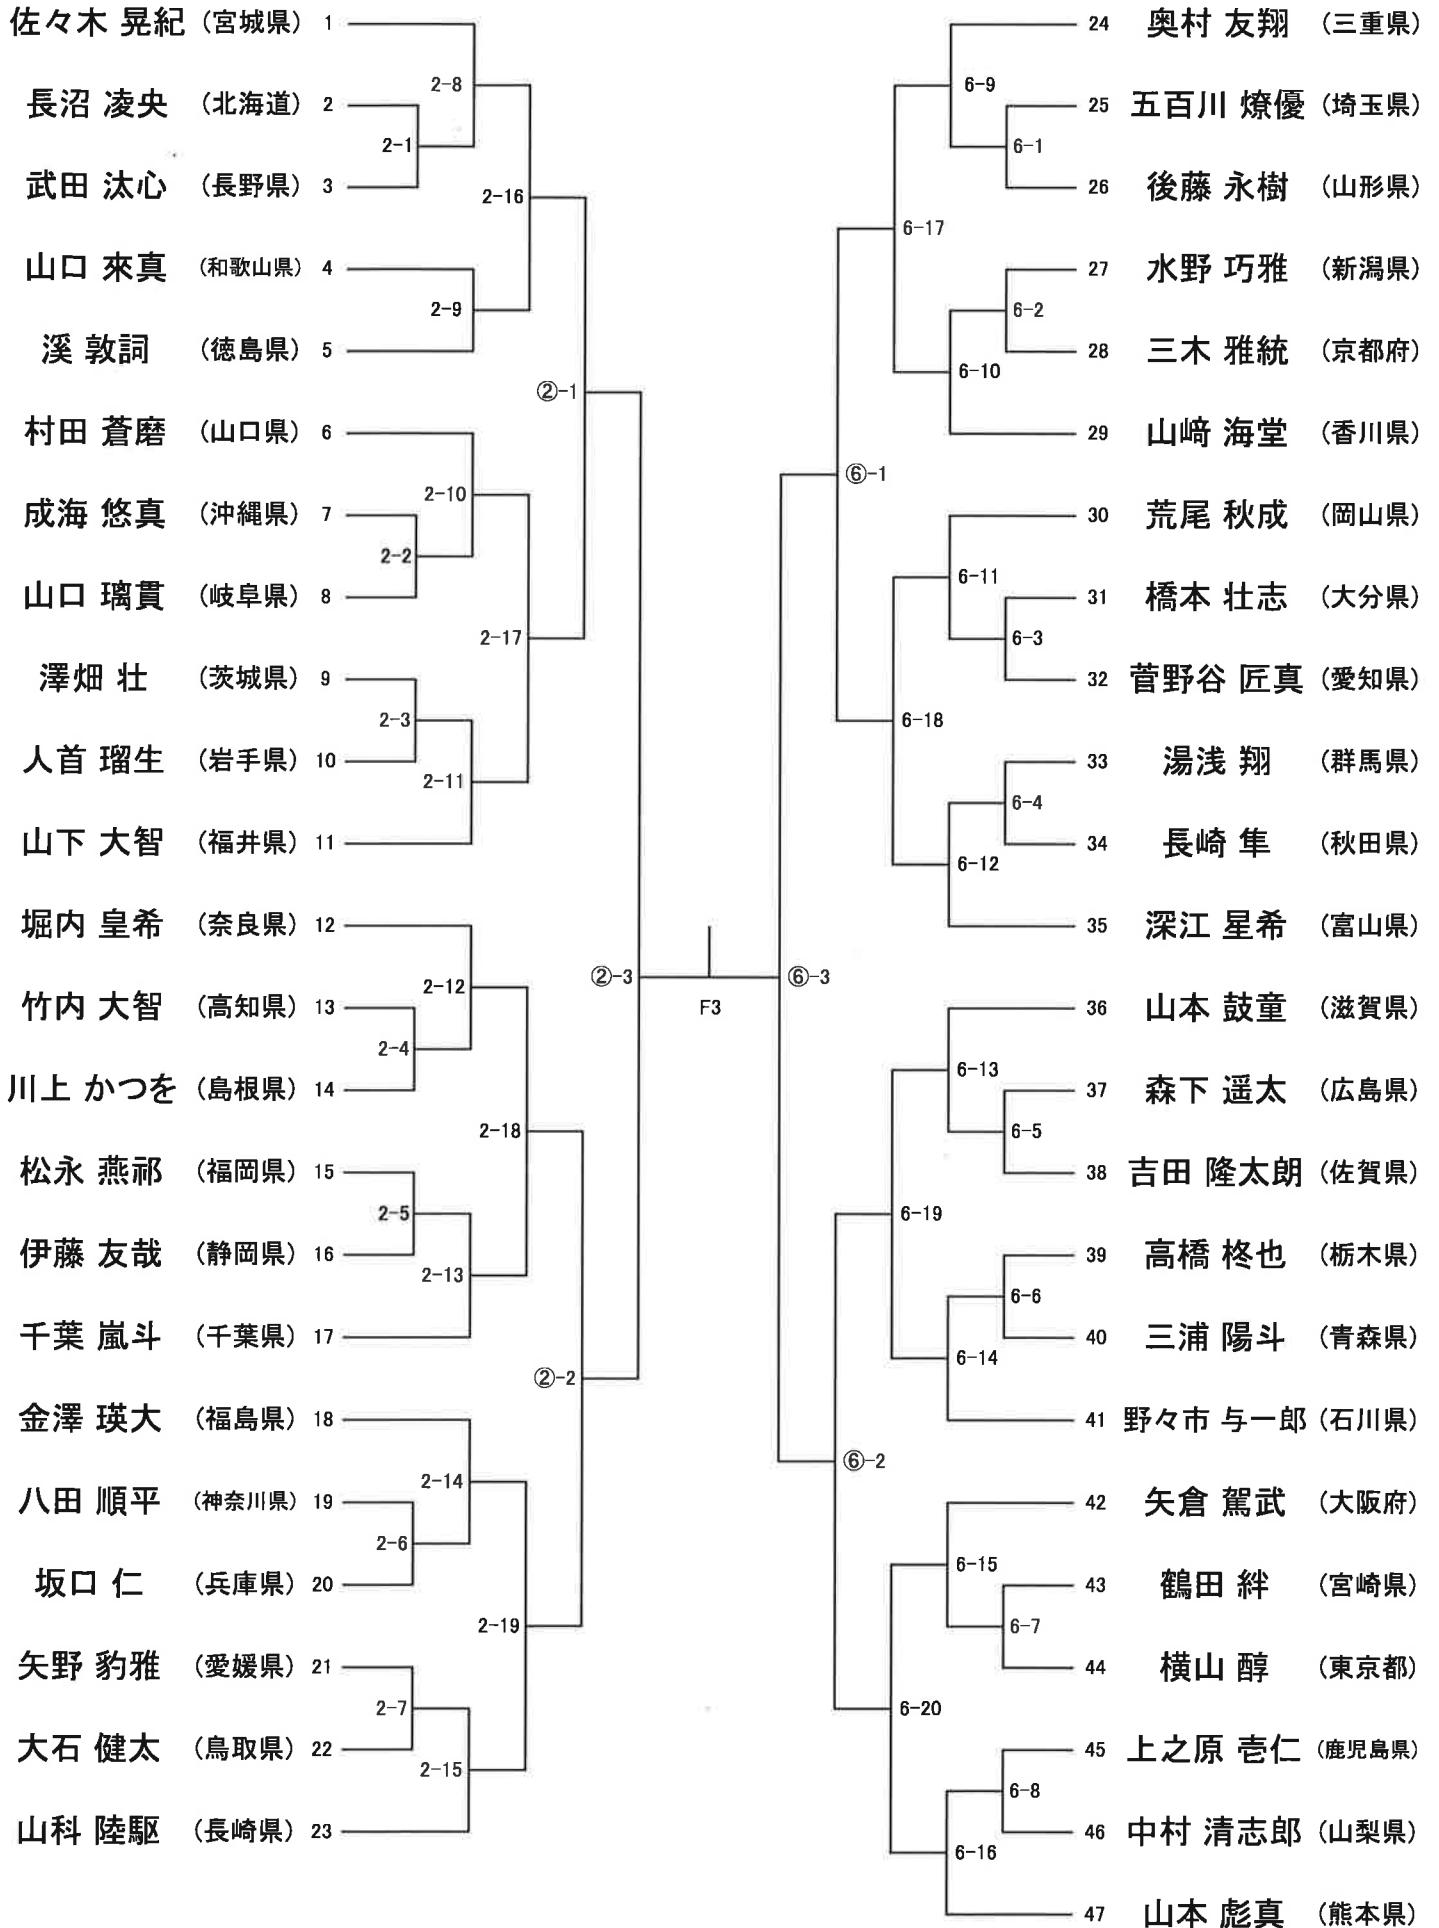 佐々木 晃紀 (宮城県) 1
2-8
長沼 凌央 (北海道) 2
2-1
武田 汰心 (長野県) 3
2-16
山口 來真 (和歌山県) 4
2-9
溪 敦詞 (徳島県) 5
②-1
村田 蒼磨 (山口県) 6
2-10
成海 悠真 (沖縄県) 7
2-2
山口 璃貫 (岐阜県) 8
2-17
澤畑 壮 (茨城県) 9
2-3
人首 瑠生 (岩手県) 10
2-11
山下 大智 (福井県) 11
堀内 皇希 (奈良県) 12
②-3
2-12
竹内 大智 (高知県) 13
2-4
川上 かつを (島根県) 14
2-18
松永 燕祁 (福岡県) 15
2-5
伊藤 友哉 (静岡県) 16
2-13
千葉 嵐斗 (千葉県) 17
②-2
金澤 瑛大 (福島県) 18
2-14
八田 順平 (神奈川県) 19
2-6
坂口 仁 (兵庫県) 20
2-19
矢野 豹雅 (愛媛県) 21
2-7
大石 健太 (鳥取県) 22
2-15
山科 陸駆 (長崎県) 23
F3
24 奥村 友翔 (三重県)
6-9
25 五百川 燎優 (埼玉県)
6-1
26 後藤 永樹 (山形県)
6-17
27 水野 巧雅 (新潟県)
6-2
28 三木 雅統 (京都府)
6-10
29 山﨑 海堂 (香川県)
⑥-1
30 荒尾 秋成 (岡山県)
6-11
31 橋本 壮志 (大分県)
6-3
32 菅野谷 匠真 (愛知県)
6-18
33 湯浅 翔 (群馬県)
6-4
34 長崎 隼 (秋田県)
6-12
35 深江 星希 (富山県)
⑥-3
36 山本 鼓童 (滋賀県)
6-13
37 森下 遥太 (広島県)
6-5
38 吉田 隆太朗 (佐賀県)
6-19
39 高橋 柊也 (栃木県)
6-6
40 三浦 陽斗 (青森県)
6-14
41 野々市 与一郎 (石川県)
⑥-2
42 矢倉 駕武 (大阪府)
6-15
43 鶴田 絆 (宮崎県)
6-7
44 横山 醇 (東京都)
6-20
45 上之原 壱仁 (鹿児島県)
6-8
46 中村 清志郎 (山梨県)
6-16
47 山本 彪真 (熊本県)